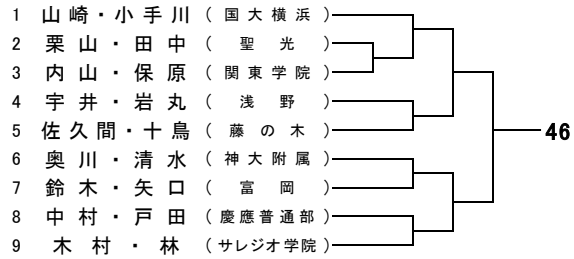 1 山崎・小手川 (国大横浜)
2 栗山・田中 (聖光)
3 内山・保原 (関東学院)
4 宇井・岩丸 (浅野)
5 佐久間・十鳥 (藤の木)
46
6 奥川・清水 (神大附属)
7 鈴木・矢口 (富岡)
8 中村・戸田 (慶應普通部)
9 木村・林 (サレジオ学院)